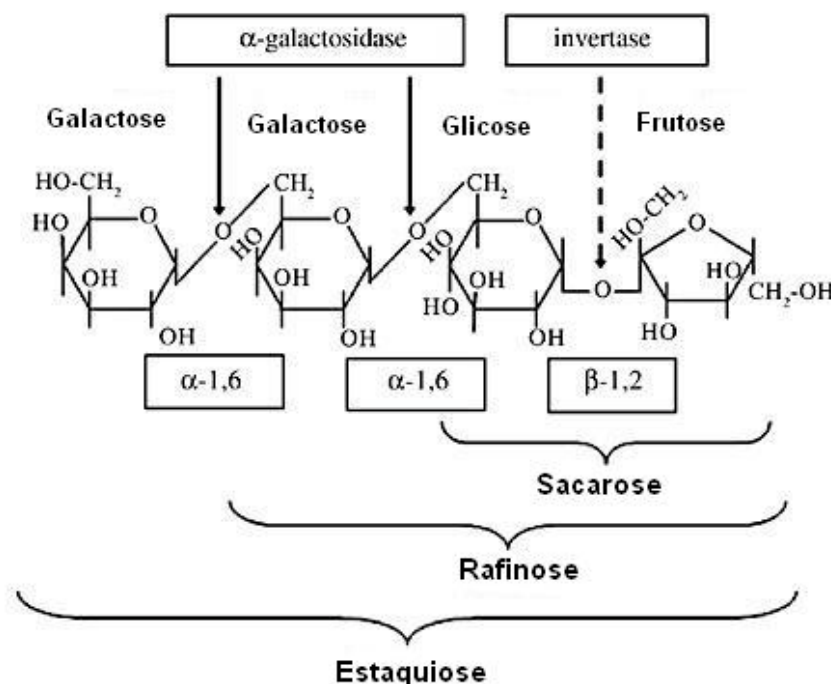 α-galactosidase invertase
Galactose Galactose Glicose Frutose
HO-CH2 CH2 CH2 HO-CH2
O O O O O O
HO HO HO
OH OH HO OH HO CH2-OH
O
OH OH OH HO
α-1,6 α-1,6 β-1,2
Sacarose
Rafinose
Estaquiose